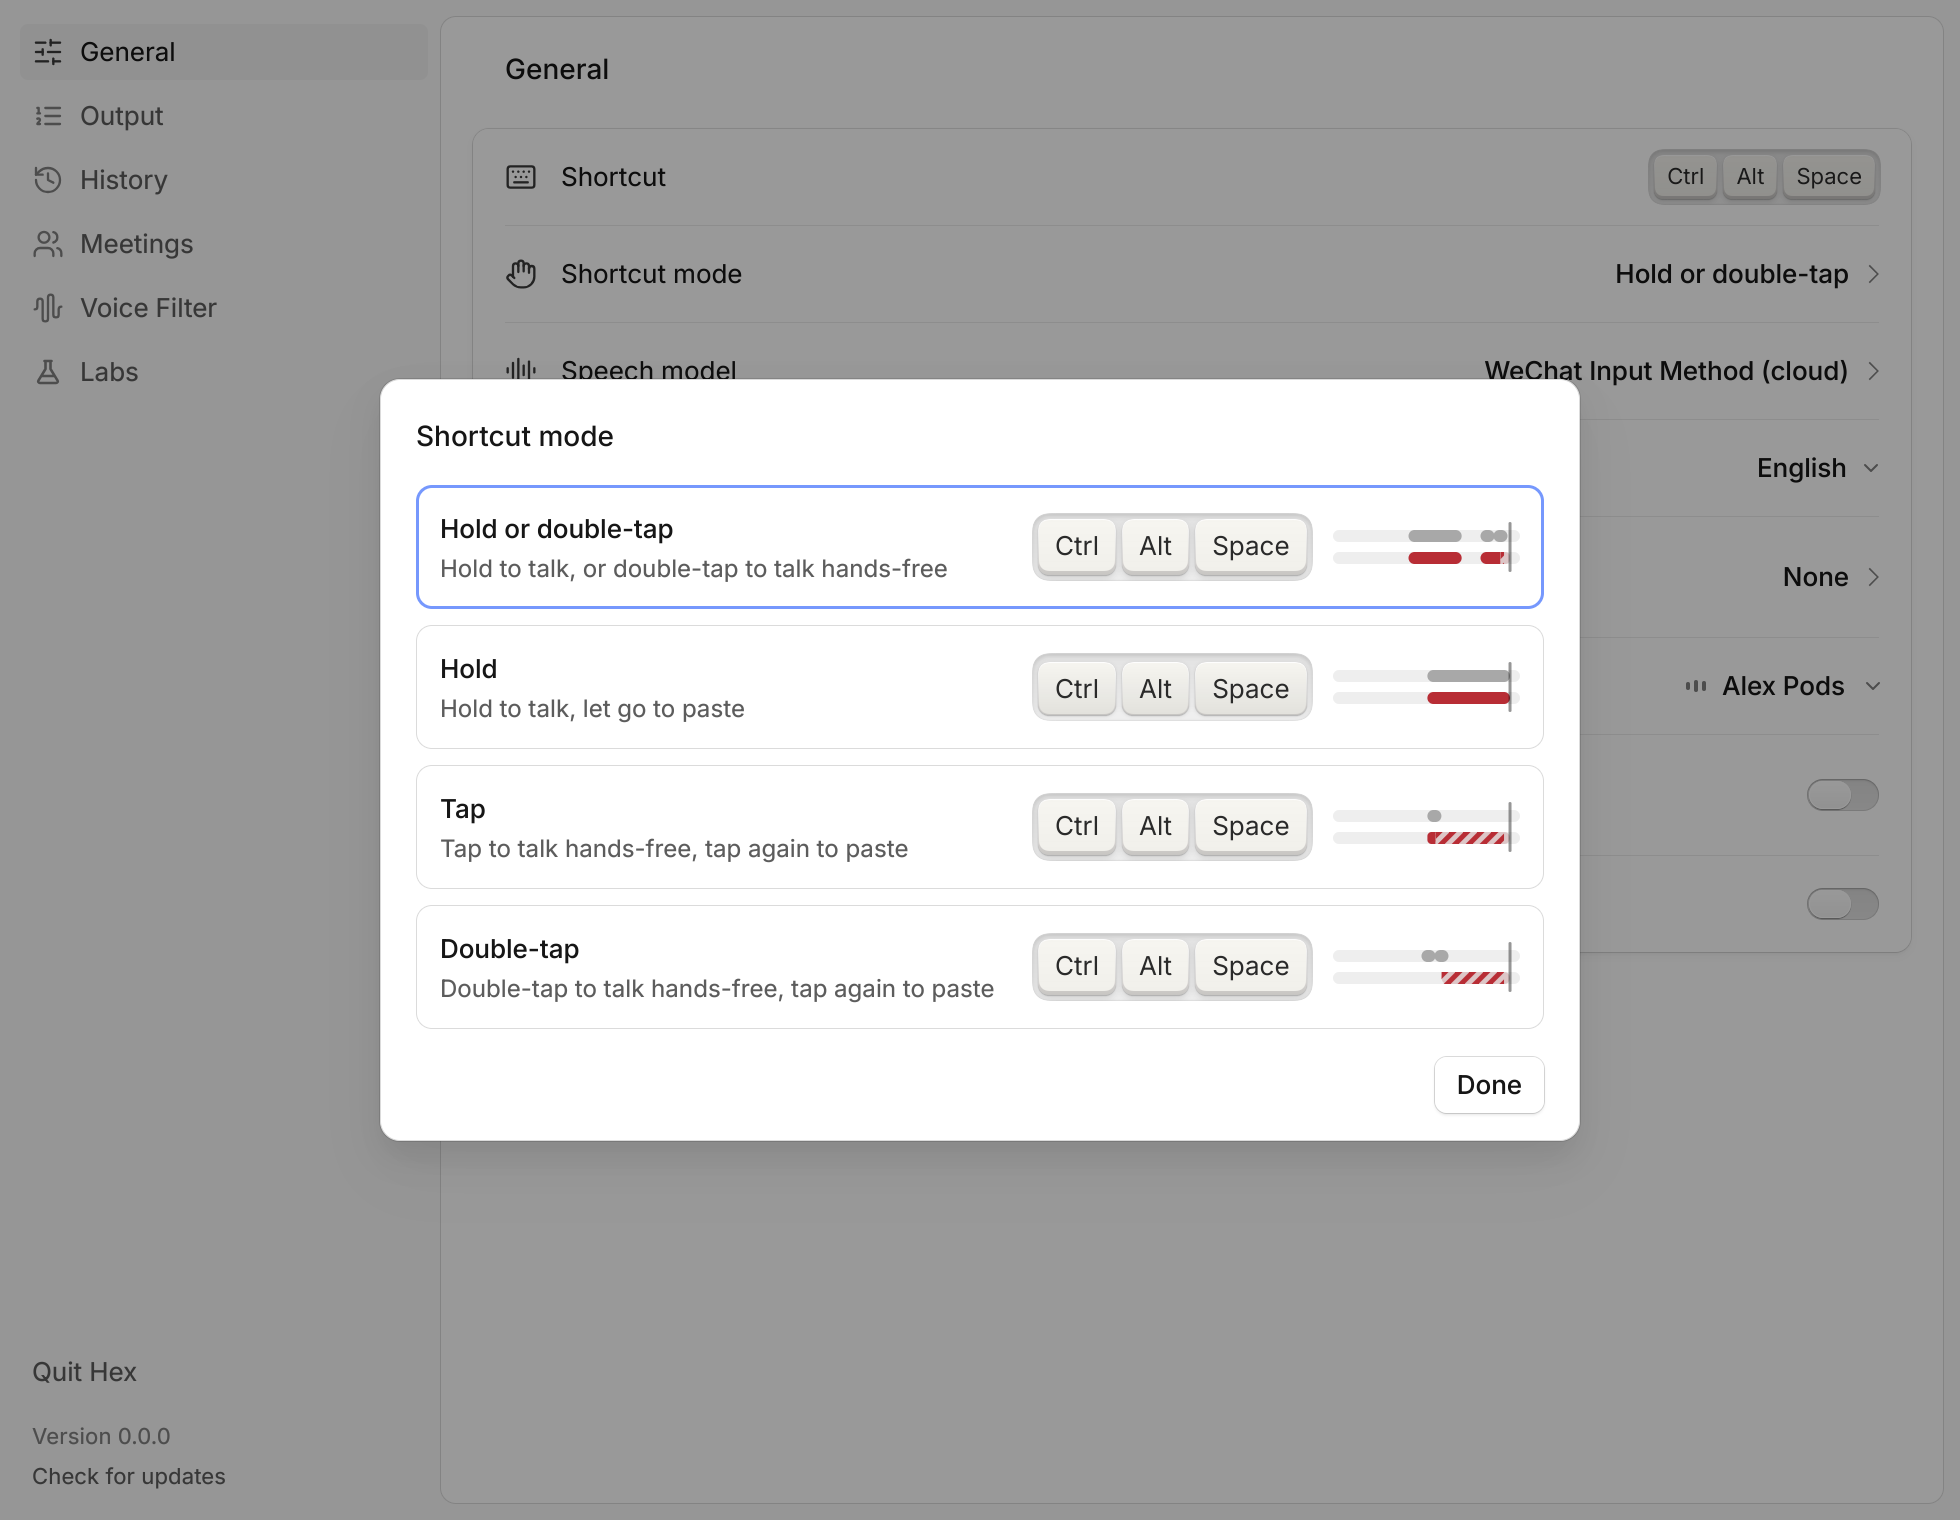 General
Output
History
Meetings
Voice Filter
Labs
Quit Hex
Version 0.0.0
Check for updates
General
Shortcut
Ctrl Alt Space
Shortcut mode
Hold or double-tap
Speech model
WeChat Input Method (cloud)
English
None
Alex Pods
Shortcut mode
Hold or double-tap
Hold to talk, or double-tap to talk hands-free
Ctrl Alt Space
Hold
Hold to talk, let go to paste
Ctrl Alt Space
Tap
Tap to talk hands-free, tap again to paste
Ctrl Alt Space
Double-tap
Double-tap to talk hands-free, tap again to paste
Ctrl Alt Space
Done